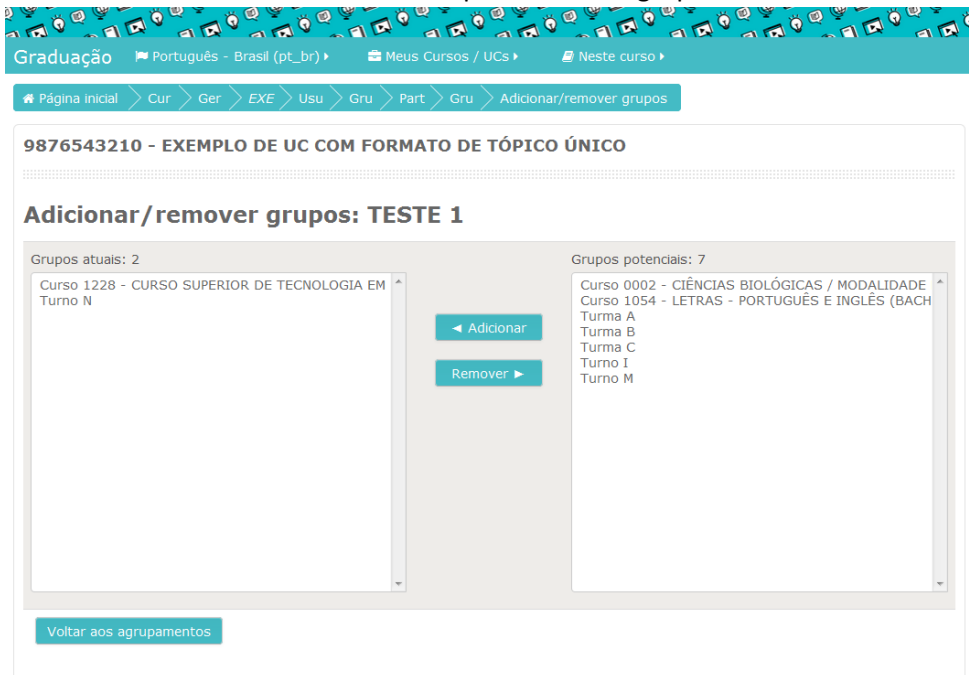 Graduação Português - Brasil (pt_br) Meus Cursos / UCs Neste curso
Página inicial Cur Ger EXE Usu Gru Part Gru Adicionar/remover grupos
9876543210 - EXEMPLO DE UC COM FORMATO DE TÓPICO ÚNICO
Adicionar/remover grupos: TESTE 1
Grupos atuais: 2
Curso 1228 - CURSO SUPERIOR DE TECNOLOGIA EM
Turno N
◄ Adicionar
Remover ►
Grupos potenciais: 7
Curso 0002 - CIÊNCIAS BIOLÓGICAS / MODALIDADE
Curso 1054 - LETRAS - PORTUGUÊS E INGLÊS (BACH
Turma A
Turma B
Turma C
Turno I
Turno M
Voltar aos agrupamentos